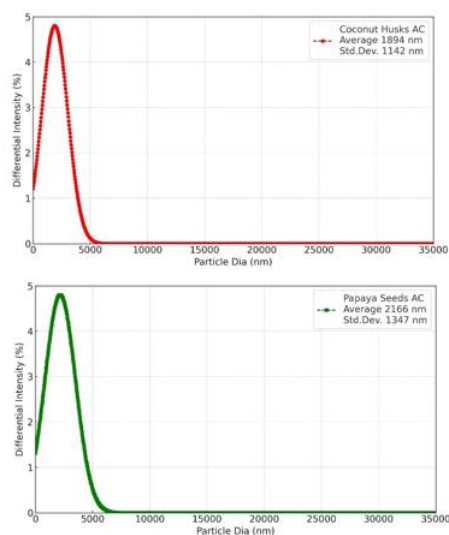 5
4
3
2
1
0
Differential Intensity (%)
Coconut Husks AC
Average 1894 nm
Std.Dev. 1142 nm
0 5000 10000 15000 20000 25000 30000 35000
Particle Dia (nm)
5
4
3
2
1
0
Differential Intensity (%)
Papaya Seeds AC
Average 2166 nm
Std.Dev. 1347 nm
0 5000 10000 15000 20000 25000 30000 35000
Particle Dia (nm)